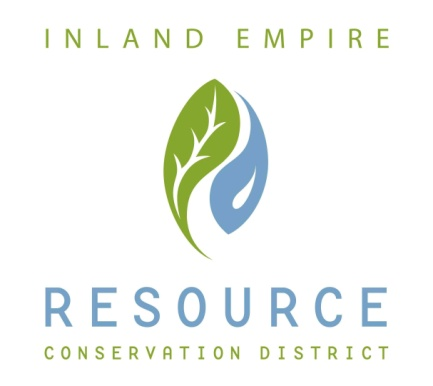 INLAND EMPIRE
RESOURCE
CONSERVATION DISTRICT